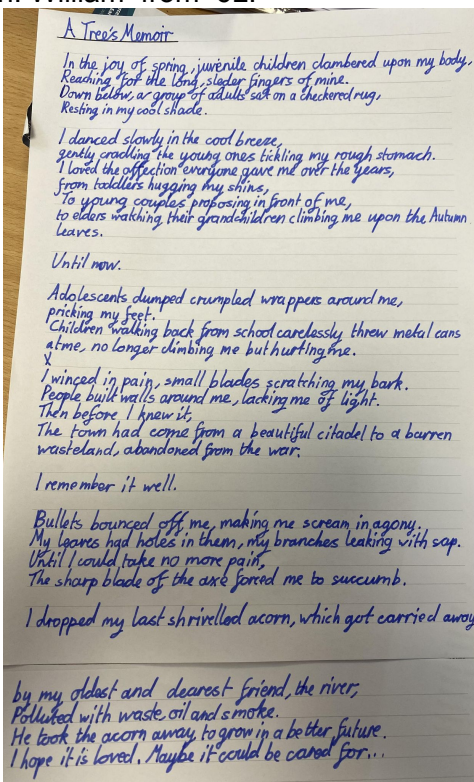 A Tree's Memoir
In the joy of spring, juvenile children clambered upon my body,
Reaching for the long, sleder fingers of mine.
Down below, a group of adults sat on a checkered rug,
Resting in my cool shade.
I danced slowly in the cool breeze,
gently cradling the young ones tickling my rough stomach.
I loved the affection everyone gave me over the years,
from toddlers hugging my shins,
To young couples proposing in front of me,
to elders watching their grandchildren climbing me upon the Autumn
leaves.
Until now.
Adolescents dumped crumpled wrappers around me,
pricking my feet.
Children walking back from school carelessly threw metal cans
at me, no longer climbing me but hurting me.
I winced in pain, small blades scratching my bark.
People built walls around me, lacking me of light.
Then before I knew it,
The town had come from a beautiful citadel to a barren
wasteland, abandoned from the war.
I remember it well.
Bullets bounced off me, making me scream in agony.
My leaves had holes in them, my branches leaking with sap.
Until I could take no more pain,
The sharp blade of the axe forced me to succumb.
I dropped my last shrivelled acorn, which got carried away
by my oldest and dearest friend, the river,
Polluted with waste, oil and smoke.
He took the acorn away, to grow in a better future.
I hope it is loved. Maybe it could be cared for...